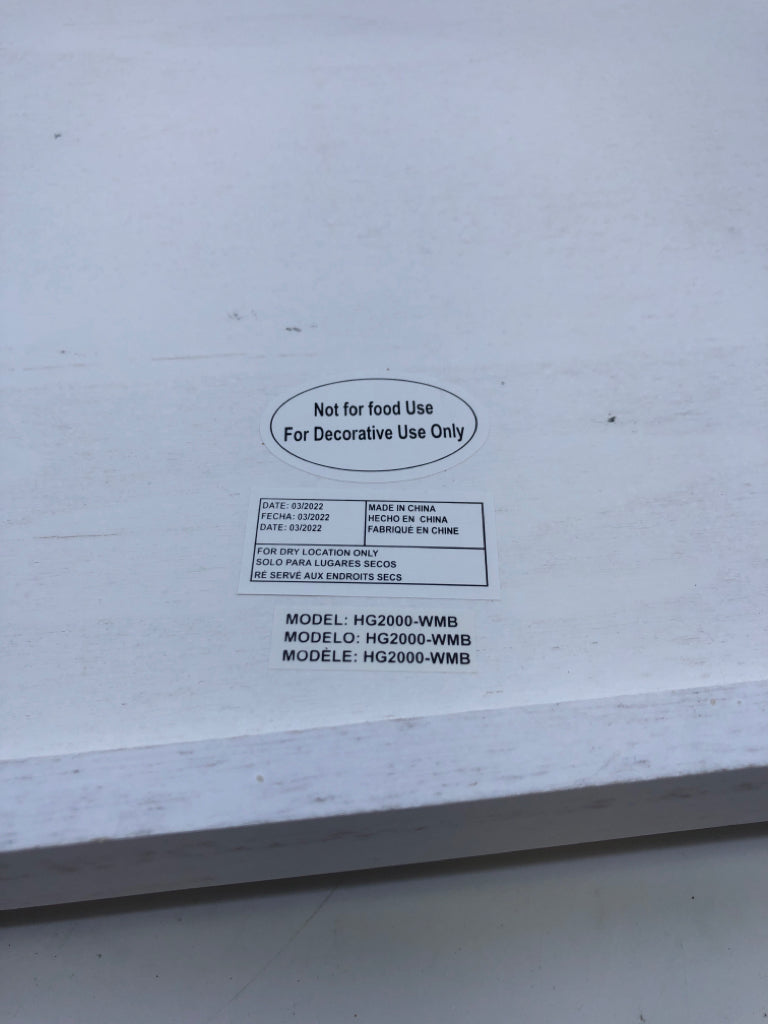 Not for food Use
For Decorative Use Only
DATE: 03/2022
FECHA: 03/2022
DATE: 03/2022
MADE IN CHINA
HECHO EN CHINA
FABRIQUÉ EN CHINE
FOR DRY LOCATION ONLY
SOLO PARA LUGARES SECOS
RÉ SERVÉ AUX ENDROITS SECS
MODEL: HG2000-WMB
MODELO: HG2000-WMB
MODÈLE: HG2000-WMB